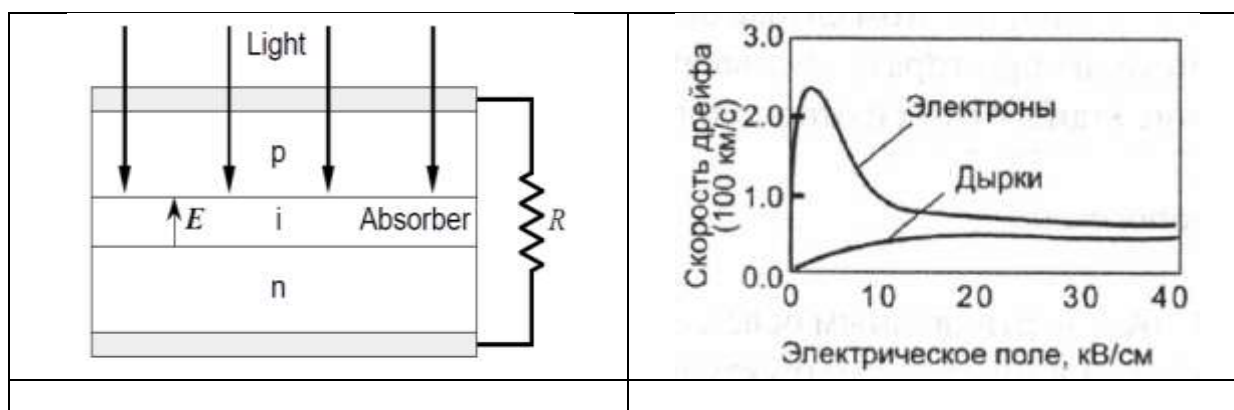 Light
p
E
i
Absorber
n
R
Скорость дрейфа
(100 км/с)
3.0
2.0
1.0
0.0
Электроны
Дырки
0
10
20
30
40
Электрическое поле, кВ/см